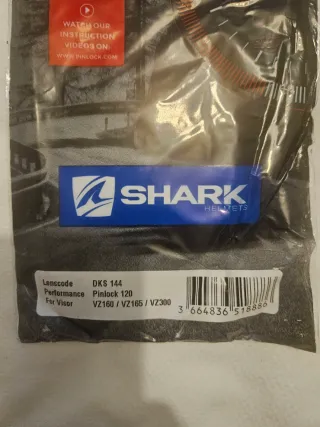 WATCH OUR
INSTRUCTION
VIDEOS ON:
WWW.PINLOCK.COM
SHARK
HELMETS
Lenscode DKS 144
Performance Pinlock 120
For Visor VZ160 / VZ165 / VZ300
3 664836 518886